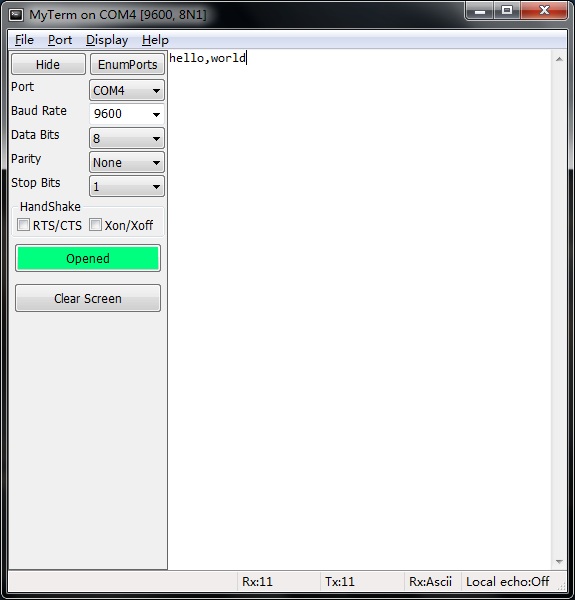 MyTerm on COM4 [9600, 8N1]
File Port Display Help
Hide EnumPorts
hello,world
Port COM4
Baud Rate 9600
Data Bits 8
Parity None
Stop Bits 1
HandShake
RTS/CTS Xon/Xoff
Opened
Clear Screen
Rx:11 Tx:11 Rx:Ascii Local echo:Off